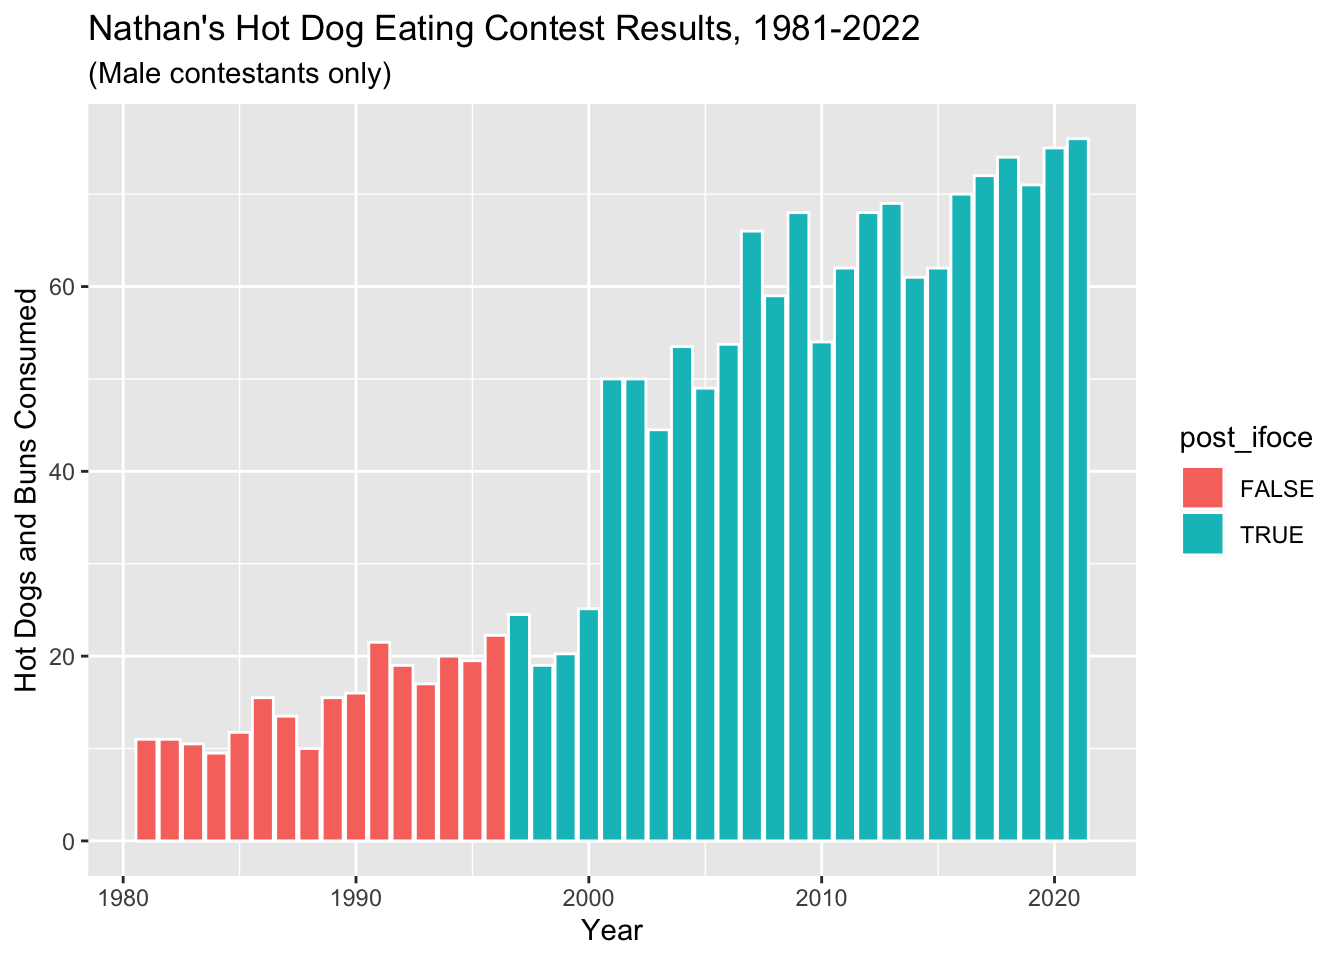 Nathan's Hot Dog Eating Contest Results, 1981-2022
(Male contestants only)
Hot Dogs and Buns Consumed
60
40
20
0
1980
1990
2000
2010
2020
Year
post_ifoce
FALSE
TRUE